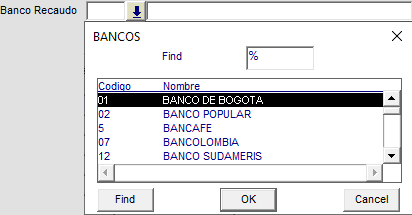 Banco Recaudo
BANCOS
Find %
Codigo Nombre
01 BANCO DE BOGOTA
02 BANCO POPULAR
5 BANCAFE
07 BANCOLOMBIA
12 BANCO SUDAMERIS
Find OK Cancel